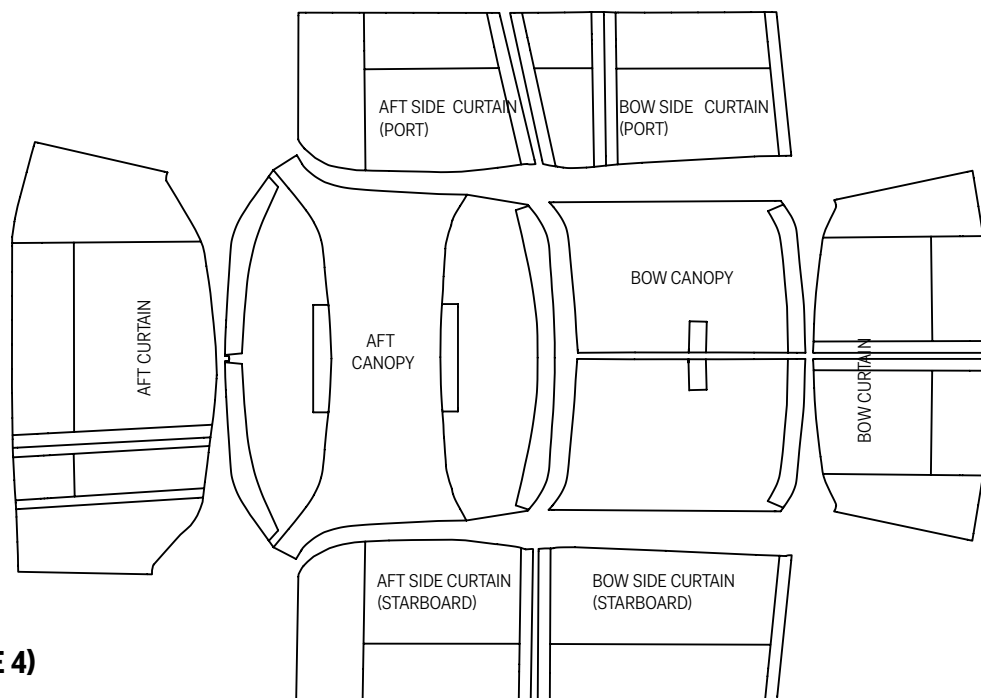 AFT SIDE CURTAIN
(PORT)
BOW SIDE CURTAIN
(PORT)
AFT CURTAIN
AFT
CANOPY
BOW CANOPY
BOW CURTAIN
AFT SIDE CURTAIN
(STARBOARD)
BOW SIDE CURTAIN
(STARBOARD)
E 4)